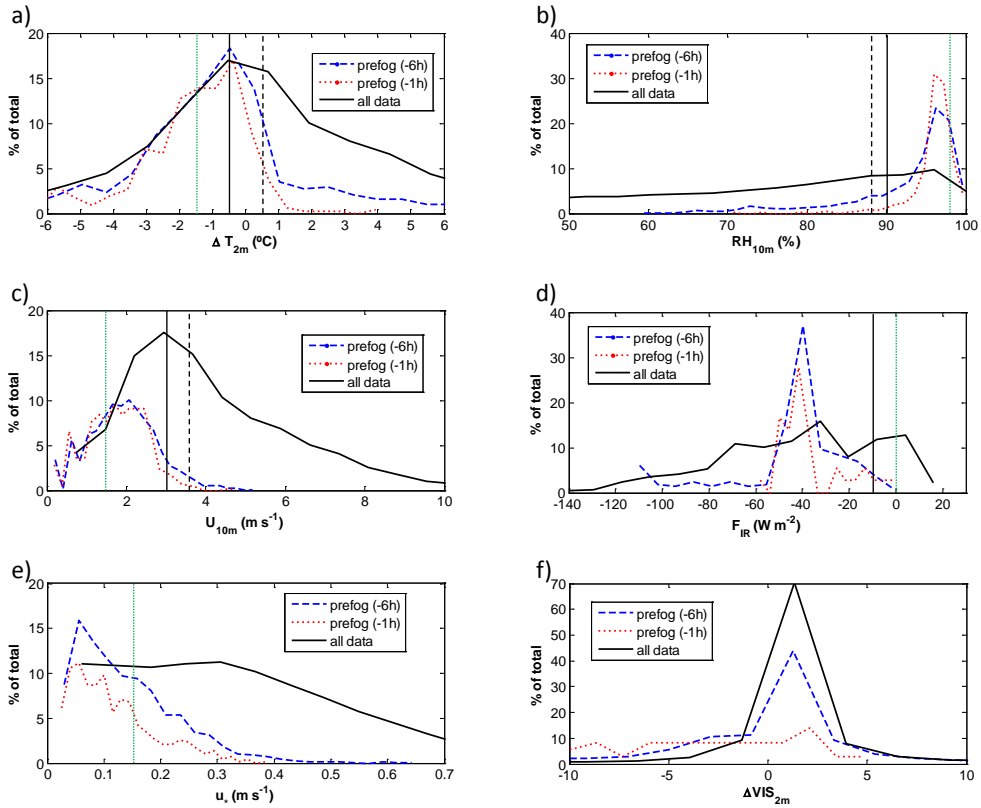 a)
% of total
20
15
10
5
0
-6 -5 -4 -3 -2 -1 0 1 2 3 4 5 6
Δ T2m (ºC)
prefog (-6h)
prefog (-1h)
all data
b)
% of total
40
30
20
10
0
50 60 70 80 90 100
RH10m (%)
prefog (-6h)
prefog (-1h)
all data
c)
% of total
20
15
10
5
0
0 2 4 6 8 10
U10m (m s-1)
prefog (-6h)
prefog (-1h)
all data
d)
% of total
40
30
20
10
0
-140 -120 -100 -80 -60 -40 -20 0 20
FIR (W m-2)
prefog (-6h)
prefog (-1h)
all data
e)
% of total
20
15
10
5
0
0 0.1 0.2 0.3 0.4 0.5 0.6 0.7
u* (m s-1)
prefog (-6h)
prefog (-1h)
all data
f)
% of total
70
60
50
40
30
20
10
0
-10 -5 0 5 10
ΔVIS2m
prefog (-6h)
prefog (-1h)
all data